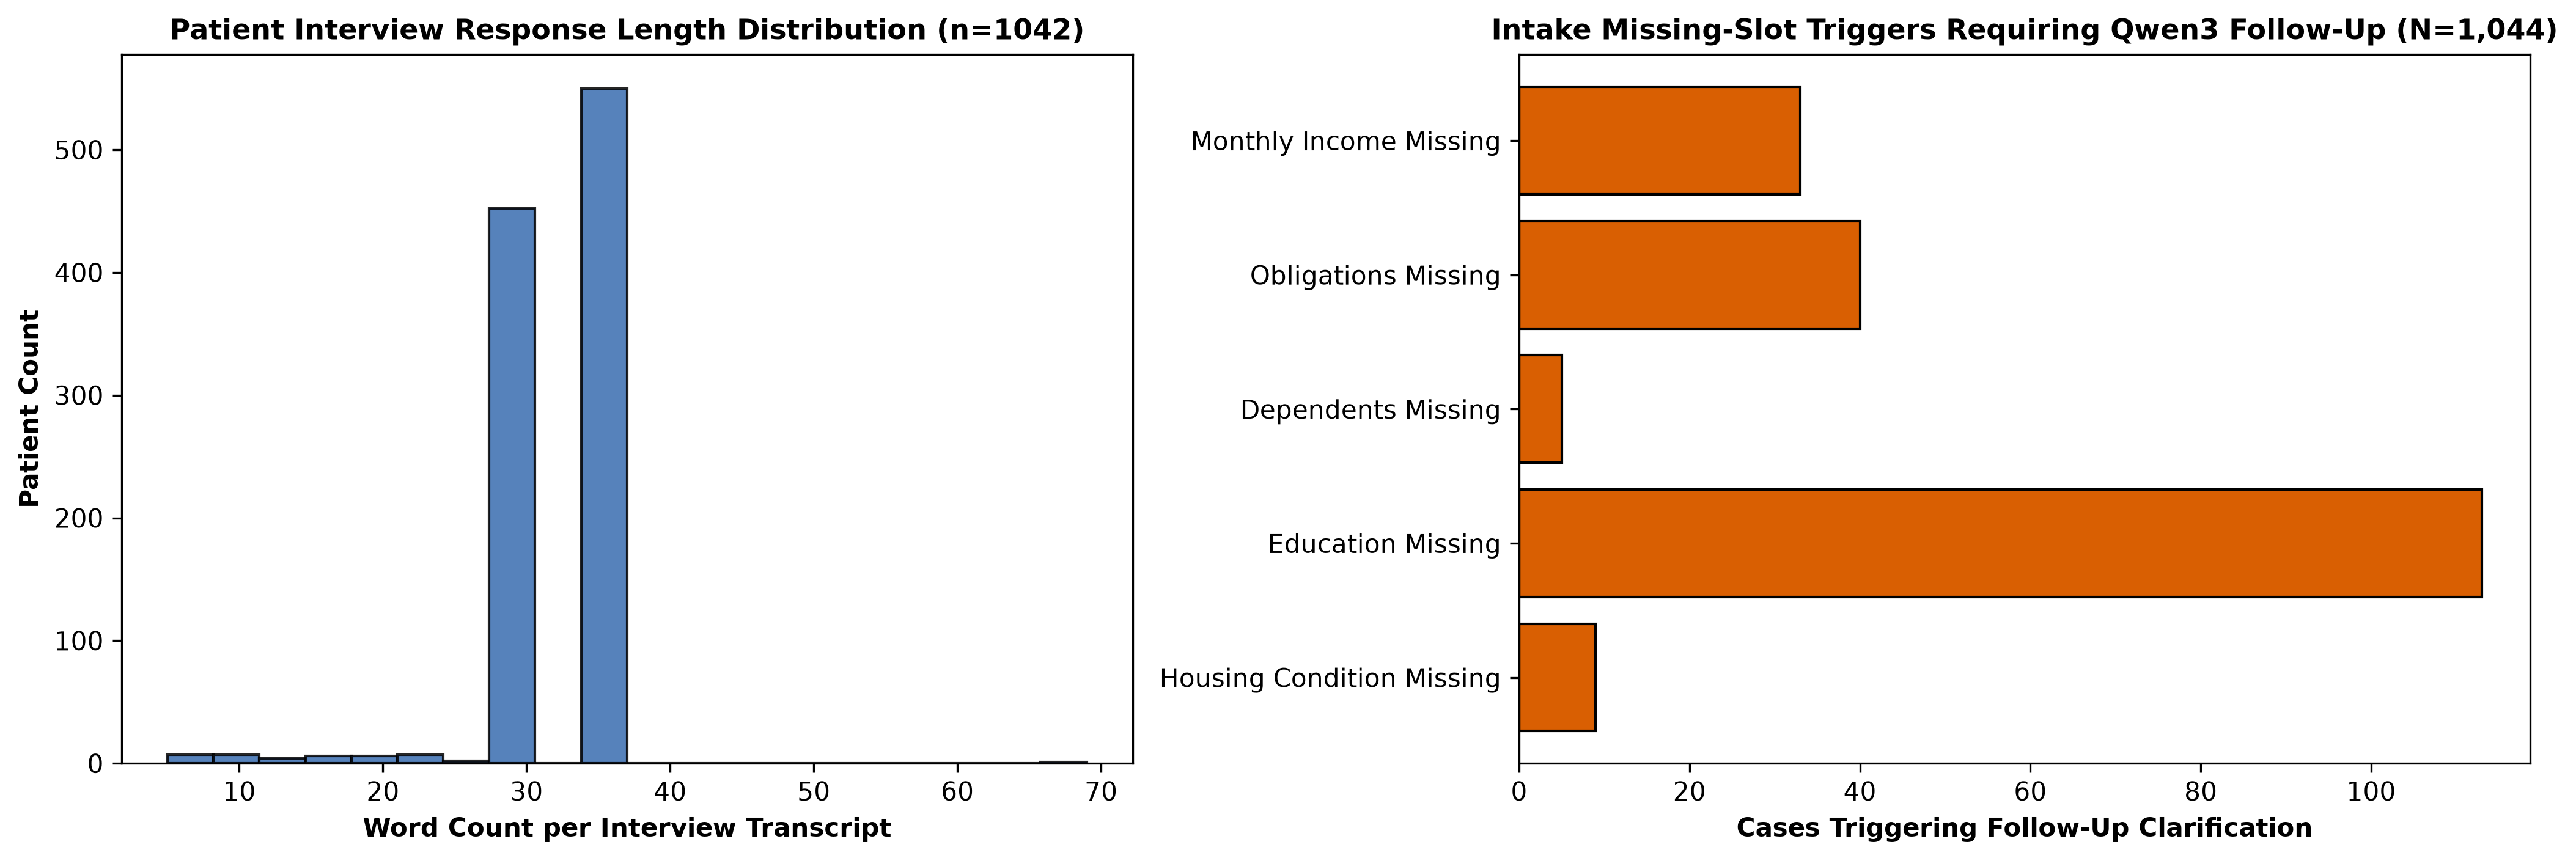 Patient Interview Response Length Distribution (n=1042)
Patient Count
500
400
300
200
100
0
10 20 30 40 50 60 70
Word Count per Interview Transcript
Intake Missing-Slot Triggers Requiring Qwen3 Follow-Up (N=1,044)
Monthly Income Missing
Obligations Missing
Dependents Missing
Education Missing
Housing Condition Missing
0 20 40 60 80 100
Cases Triggering Follow-Up Clarification